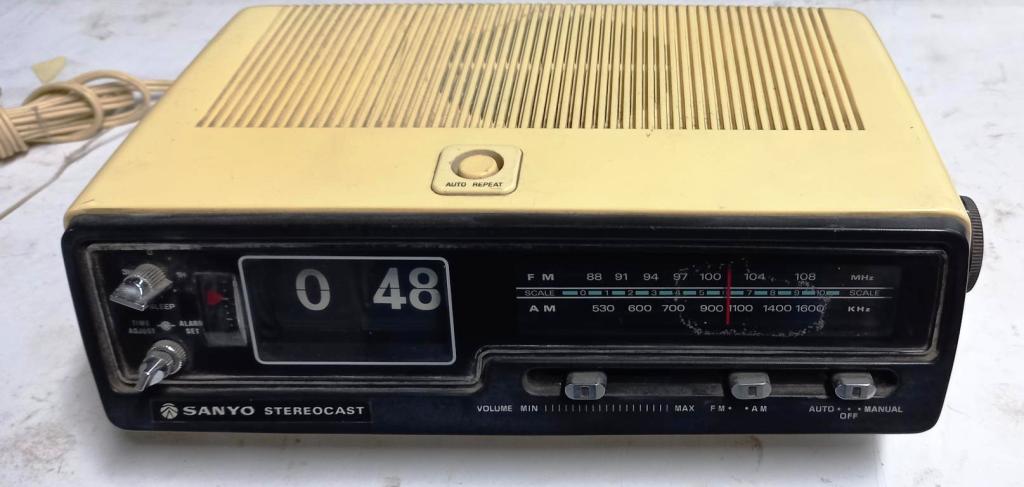 AUTO REPEAT
SLEEP
TIME ADJUST
ALARM SET
0 48
FM 88 91 94 97 100 104 108 MHz
SCALE 0 1 2 3 4 5 6 7 8 9 10 SCALE
AM 530 600 700 900 1100 1400 1600 KHz
SANYO STEREOCAST
VOLUME MIN MAX FM• •AM AUTO • • • MANUAL
OFF